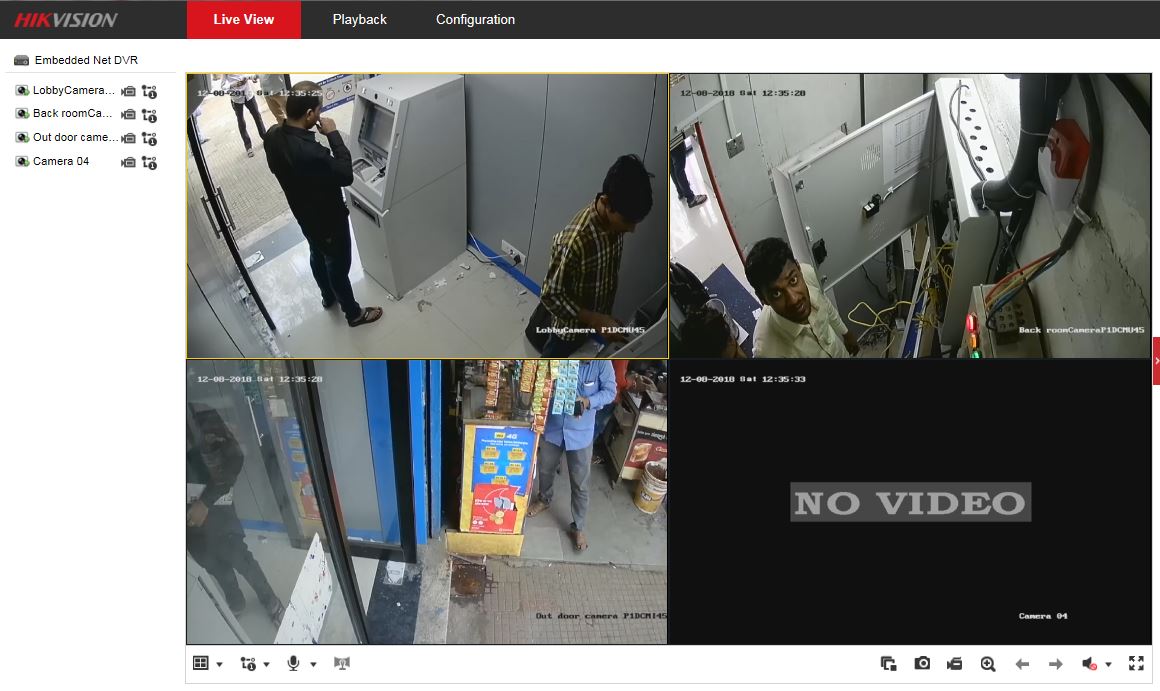 HIKVISION
Live View
Playback
Configuration
Embedded Net DVR
LobbyCamera...
Back roomCa...
Out door came...
Camera 04
12-08-2018 Sat 12:35:25
LobbyCamera P1DCMU45
12-08-2018 Sat 12:35:28
Back roomCameraP1DCMU45
12-08-2018 Sat 12:35:28
4G
Out door camera P1DCMU45
12-08-2018 Sat 12:35:33
NO VIDEO
Camera 04